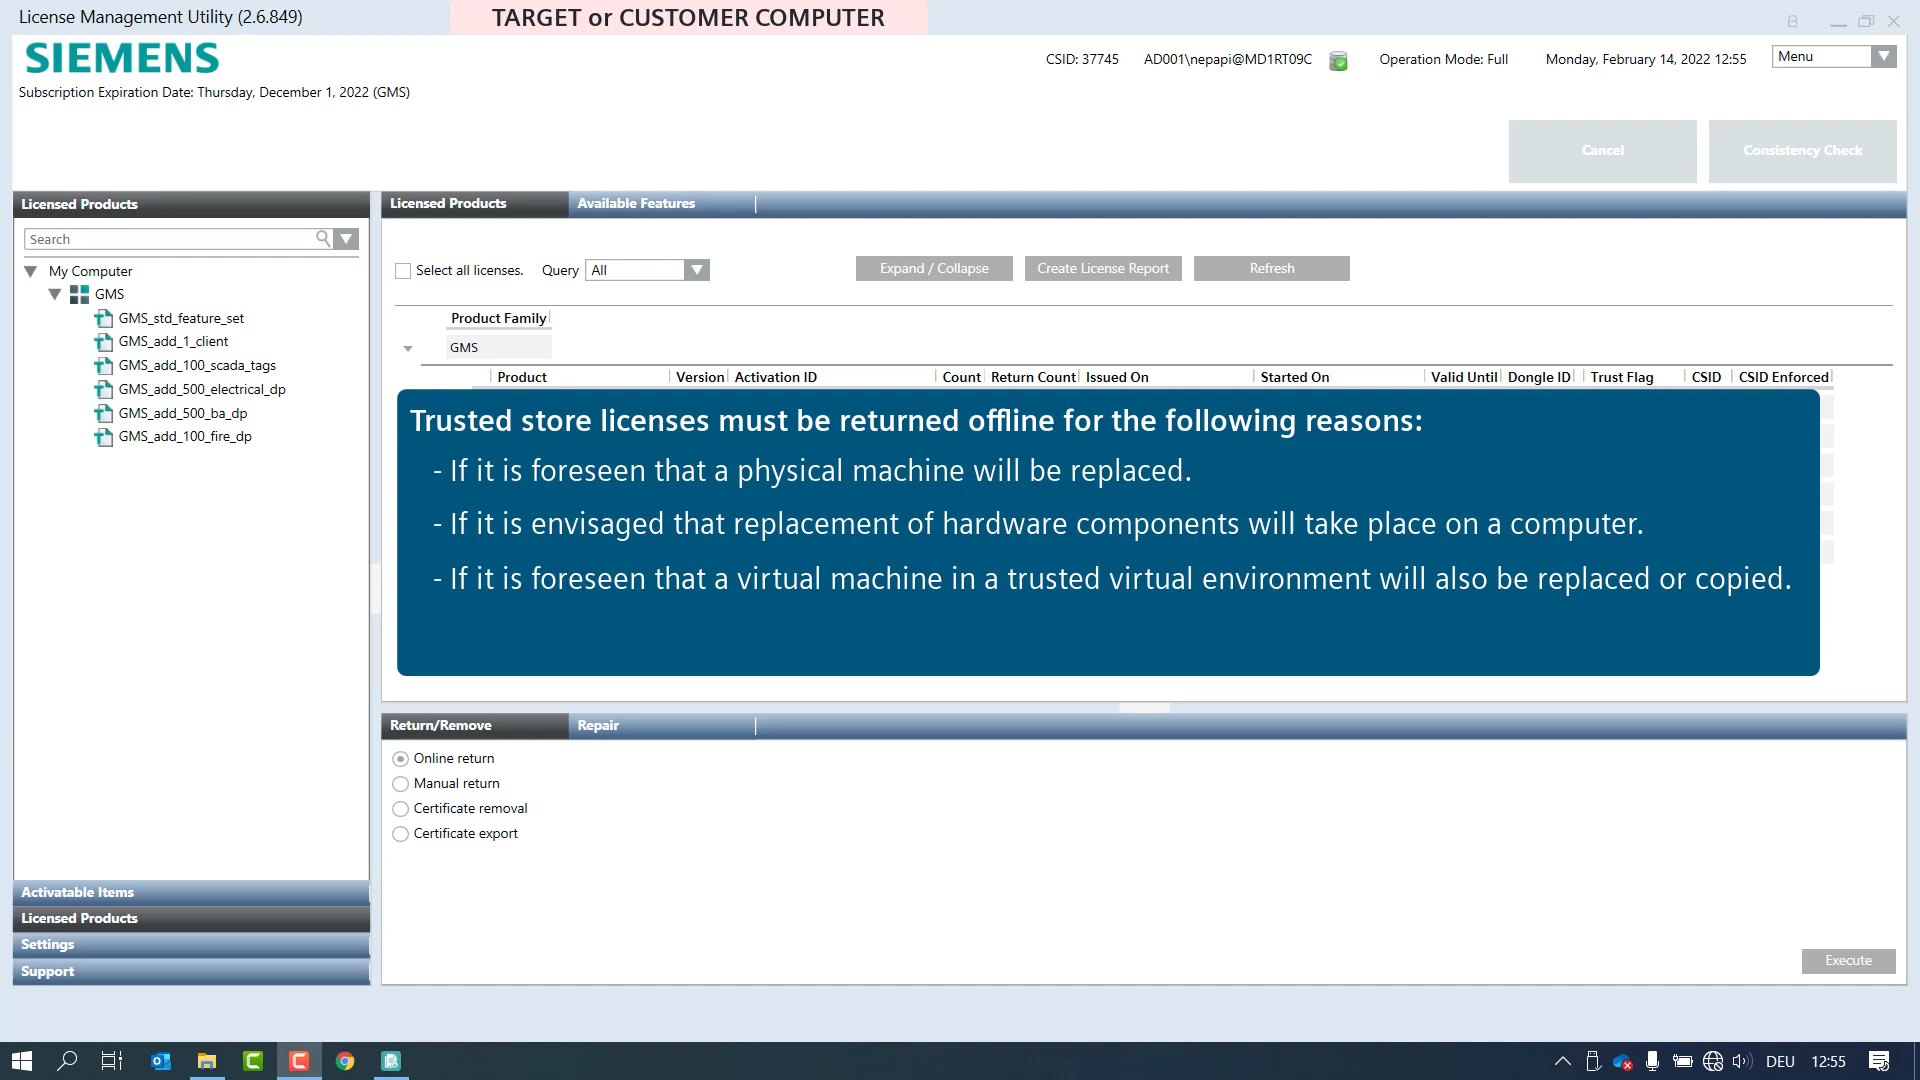 License Management Utility (2.6.849)
TARGET or CUSTOMER COMPUTER
SIEMENS
CSID: 37745
AD001\nepapi@MD1RT09C
Operation Mode: Full
Monday, February 14, 2022 12:55
Menu
Subscription Expiration Date: Thursday, December 1, 2022 (GMS)
Cancel
Consistency Check
Licensed Products
Search
My Computer
GMS
GMS_std_feature_set
GMS_add_1_client
GMS_add_100_scada_tags
GMS_add_500_electrical_dp
GMS_add_500_ba_dp
GMS_add_100_fire_dp
Activatable Items
Licensed Products
Settings
Support
Licensed Products
Available Features
Select all licenses.
Query
All
Expand / Collapse
Create License Report
Refresh
Product Family
GMS
Product Version Activation ID Count Return Count Issued On Started On Valid Until Dongle ID Trust Flag CSID CSID Enforced
Trusted store licenses must be returned offline for the following reasons:
- If it is foreseen that a physical machine will be replaced.
- If it is envisaged that replacement of hardware components will take place on a computer.
- If it is foreseen that a virtual machine in a trusted virtual environment will also be replaced or copied.
Return/Remove
Repair
Online return
Manual return
Certificate removal
Certificate export
Execute
DEU
12:55